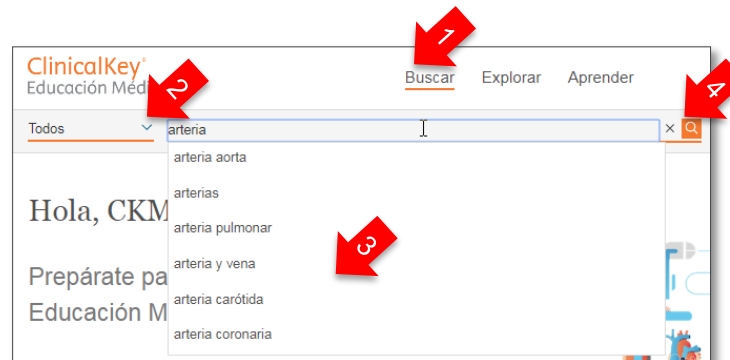 1
ClinicalKey
Educación Médi
Buscar Explorar Aprender
2
4
Todos arteria
arteria aorta
arterias
Hola, CKM
arteria pulmonar
3
arteria y vena
Prepárate pa
arteria carótida
Educación M
arteria coronaria